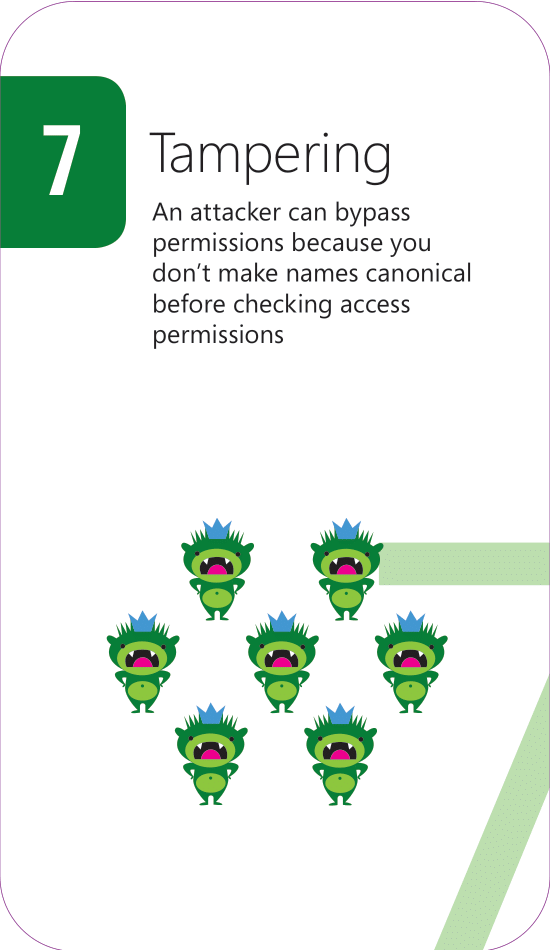 7
Tampering
An attacker can bypass
permissions because you
don’t make names canonical
before checking access
permissions